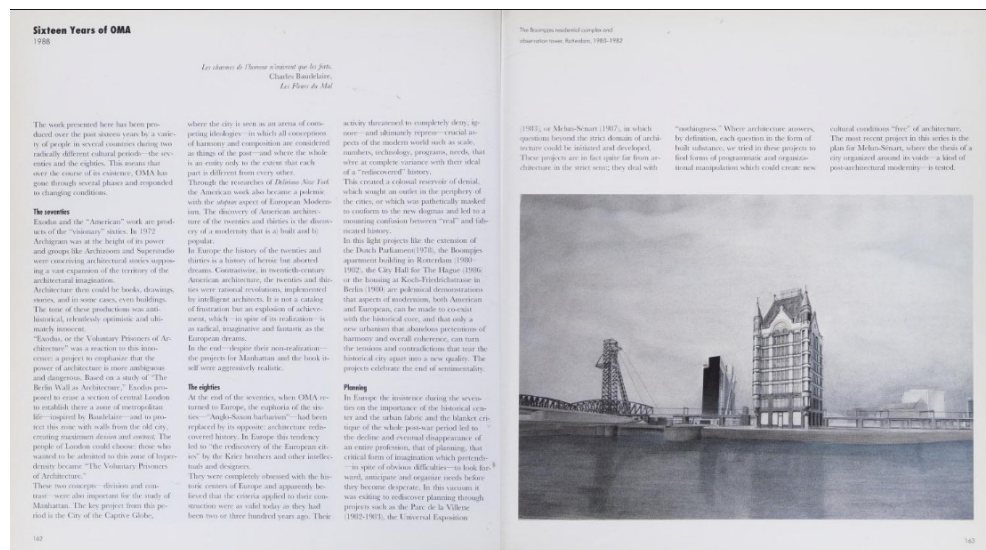 Sixteen Years of OMA
1988
Les charmes de l'horreur n'enivrent que les forts.
Charles Baudelaire,
Les Fleurs du Mal
The work presented here has been pro-
duced over the past sixteen years by a varie-
ty of people in several countries during two
radically different cultural periods—the sev-
enties and the eighties. This means that
over the course of its existence, OMA has
gone through several phases and responded
to changing conditions.
The seventies
Exodus and the "American" work are prod-
ucts of the "visionary" sixties. In 1972
Archigram was at the height of its power
and groups like Archizoom and Superstudio
were conceiving architectural stories suppos-
ing a vast expansion of the territory of the
architectural imagination.
Architecture then could be books, drawings,
stories, and in some cases, even buildings.
The tone of these productions was anti-
historical, relendessly optimistic and ulti-
mately innocent.
"Exodus, or the Voluntary Prisoners of Ar-
chitecture" was a reaction to this inno-
cence: a project to emphasize that the
power of architecture is more ambiguous
and dangerous. Based on a study of "The
Berlin Wall as Architecture," Exodus pro-
posed to erase a section of central London
to establish there a zone of metropolitan
life—inspired by Baudelaire—and to pro-
tect this zone with walls from the old city,
creating maximum division and contrast. The
people of London could choose: those who
wanted to be admitted to this zone of hyper-
density became "The Voluntary Prisoners
of Architecture."
These two concepts—division and con-
trast—were also important for the study of
Manhattan. The key project from this pe-
riod is the City of the Captive Globe,
where the city is seen as an arena of com-
peting ideologies—in which all conceptions
of harmony and composition are considered
as things of the past—and where the whole
is an entity only to the extent that each
part is different from every other.
Through the researches of Delirious New York
the American work also became a polemic
with the utopian aspect of European Modern-
ism. The discovery of American architec-
ture of the twenties and thirties is the discov-
ery of a modernity that is a) built and b)
popular.
In Europe the history of the twenties and
thirties is a history of heroic but aborted
dreams. Contrariwise, in twentieth-century
American architecture, the twenties and thir-
ties were rational revolutions, implemented
by intelligent architects. It is not a catalog
of frustration but an explosion of achieve-
ment, which—in spite of its realization—is
as radical, imaginative and fantastic as the
European dreams.
In the end—despite their non-realization—
the projects for Manhattan and the book it-
self were aggressively realistic.
The eighties
At the end of the seventies, when OMA re-
turned to Europe, the euphoria of the six-
ties—"Anglo-Saxon barbarism"—had been
replaced by its opposite: architecture redis-
covered history. In Europe this tendency
led to "the rediscovery of the European cit-
ies" by the Krier brothers and other intellec-
tuals and designers.
They were completely obsessed with the his-
toric centers of Europe and apparently be-
lieved that the criteria applied to their con-
struction were as valid today as they had
been two or three hundred years ago. Their
activity threatened to completely deny, ig-
nore—and ultimately repress—crucial as-
pects of the modern world such as scale,
numbers, technology, programs, needs, that
were at complete variance with their ideal
of a "rediscovered" history.
This created a colossal reservoir of denial,
which sought an outlet in the periphery of
the cities, or which was pathetically masked
to conform to the new dogmas and led to a
mounting confusion between "real" and fab-
ricated history.
In this light projects like the extension of
the Dutch Parliament (1978), the Boompjes
apartment building in Rotterdam (1980–
1982), the City Hall for The Hague (1986)
or the housing at Koch-Friedrichstrasse in
Berlin (1980) are polemical demonstrations
that aspects of modernism, both American
and European, can be made to co-exist
with the historical core, and that only a
new urbanism that abandons pretensions of
harmony and overall coherence, can turn
the tensions and contradictions that tear the
historical city apart into a new quality. The
projects celebrate the end of sentimentality.
Planning
In Europe the insistence during the seven-
ties on the importance of the historical cen-
ter and the urban fabric and the blanket cri-
tique of the whole post-war period led to
the decline and eventual disappearance of
an entire profession, that of planning, that
critical form of imagination which pretends
—in spite of obvious difficulties—to look for-
ward, anticipate and organize needs before
they become desperate. In this vacuum it
was exiting to rediscover planning through
projects such as the Parc de la Villette
(1982-1983), the Universal Exposition
162
The Boompjes residential complex and
observation tower, Rotterdam, 1980–1982
(1983), or Melun-Sénart (1987), in which
questions beyond the strict domain of archi-
tecture could be initiated and developed.
These projects are in fact quite far from ar-
chitecture in the strict sense; they deal with
"nothingness." Where architecture answers,
by definition, each question in the form of
built substance, we tried in these projects to
find forms of programmatic and organiza-
tional manipulation which could create new
cultural conditions "free" of architecture.
The most recent project in this series is the
plan for Melun-Sénart, where the thesis of a
city organized around its voids—a kind of
post-architectural modernity—is tested.
163